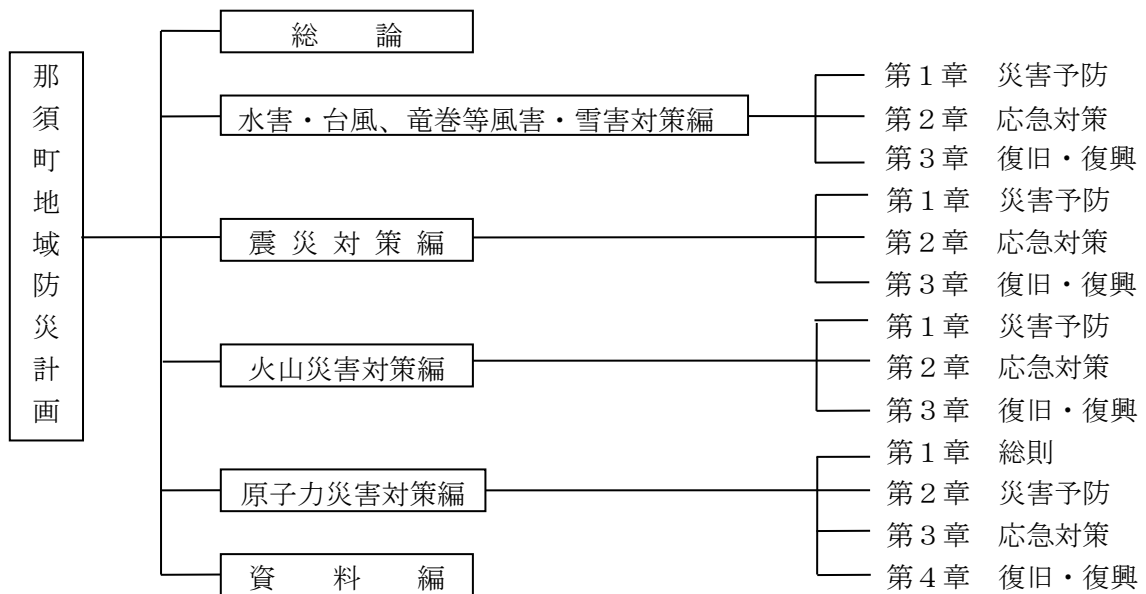 那須町地域防災計画
総　　論
水害・台風、竜巻等風害・雪害対策編
第１章　災害予防
第２章　応急対策
第３章　復旧・復興
震 災 対 策 編
第１章　災害予防
第２章　応急対策
第３章　復旧・復興
火山災害対策編
第１章　災害予防
第２章　応急対策
第３章　復旧・復興
原子力災害対策編
第１章　総則
第２章　災害予防
第３章　応急対策
第４章　復旧・復興
資　料　編